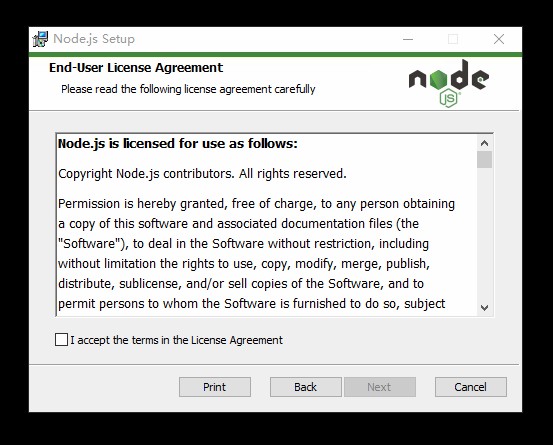 Node.js Setup
End-User License Agreement
Please read the following license agreement carefully
node
JS
Node.js is licensed for use as follows:
Copyright Node.js contributors. All rights reserved.
Permission is hereby granted, free of charge, to any person obtaining
a copy of this software and associated documentation files (the
"Software"), to deal in the Software without restriction, including
without limitation the rights to use, copy, modify, merge, publish,
distribute, sublicense, and/or sell copies of the Software, and to
permit persons to whom the Software is furnished to do so, subject
I accept the terms in the License Agreement
Print
Back
Next
Cancel